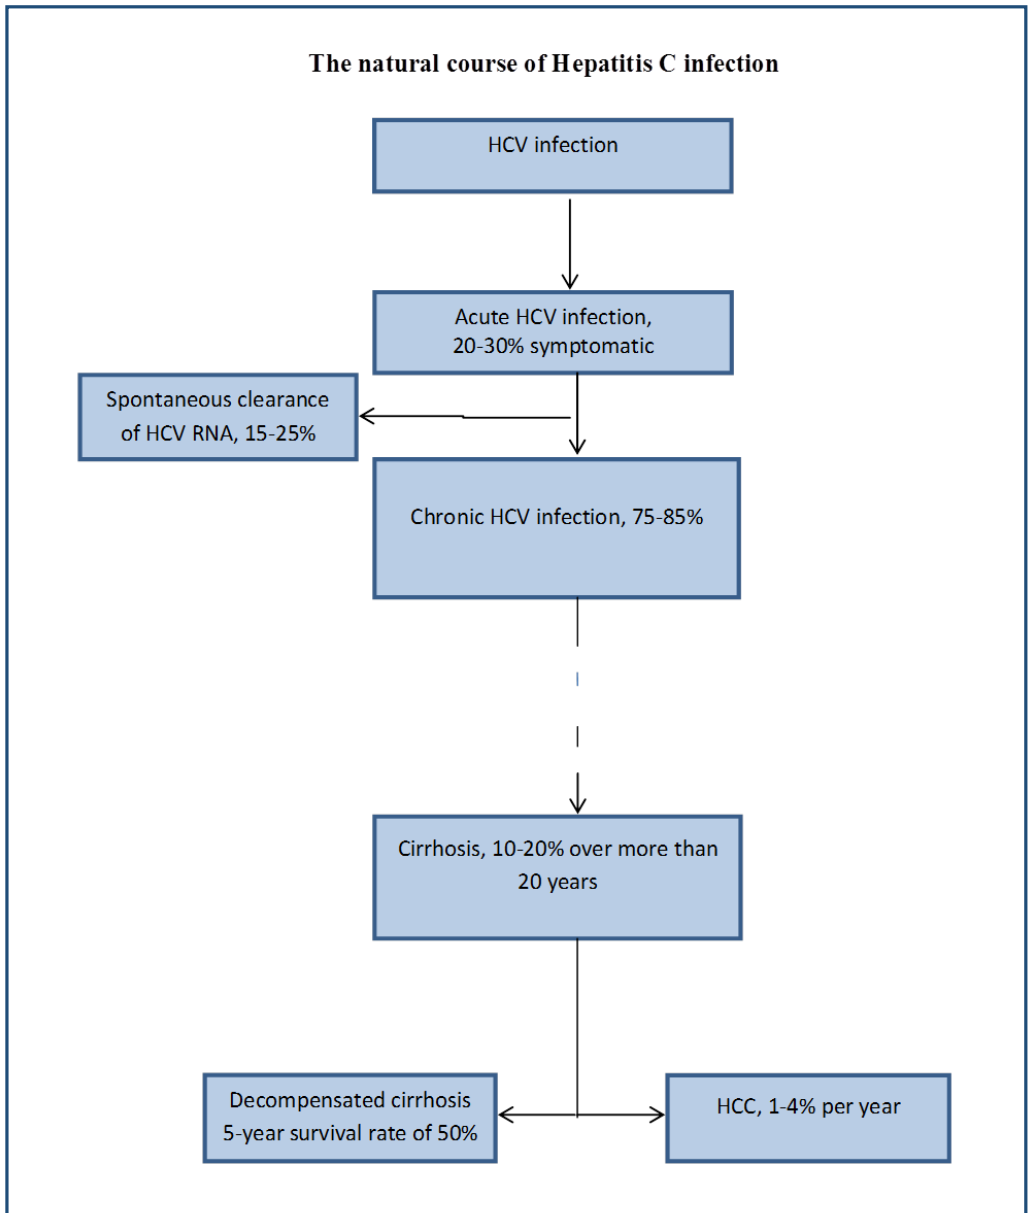 The natural course of Hepatitis C infection
HCV infection
Acute HCV infection,
20-30% symptomatic
Spontaneous clearance
of HCV RNA, 15-25%
Chronic HCV infection, 75-85%
Cirrhosis, 10-20% over more than
20 years
Decompensated cirrhosis
5-year survival rate of 50%
HCC, 1-4% per year